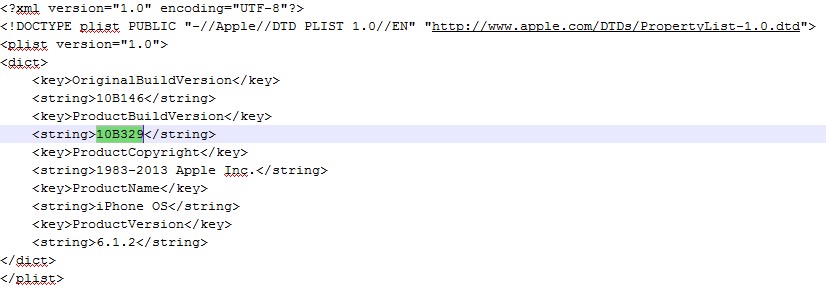 <?xml version="1.0" encoding="UTF-8"?>
<!DOCTYPE plist PUBLIC "-//Apple//DTD PLIST 1.0//EN" "http://www.apple.com/DTDs/PropertyList-1.0.dtd">
<plist version="1.0">
<dict>
    <key>OriginalBuildVersion</key>
    <string>10B146</string>
    <key>ProductBuildVersion</key>
    <string>10B329</string>
    <key>ProductCopyright</key>
    <string>1983-2013 Apple Inc.</string>
    <key>ProductName</key>
    <string>iPhone OS</string>
    <key>ProductVersion</key>
    <string>6.1.2</string>
</dict>
</plist>